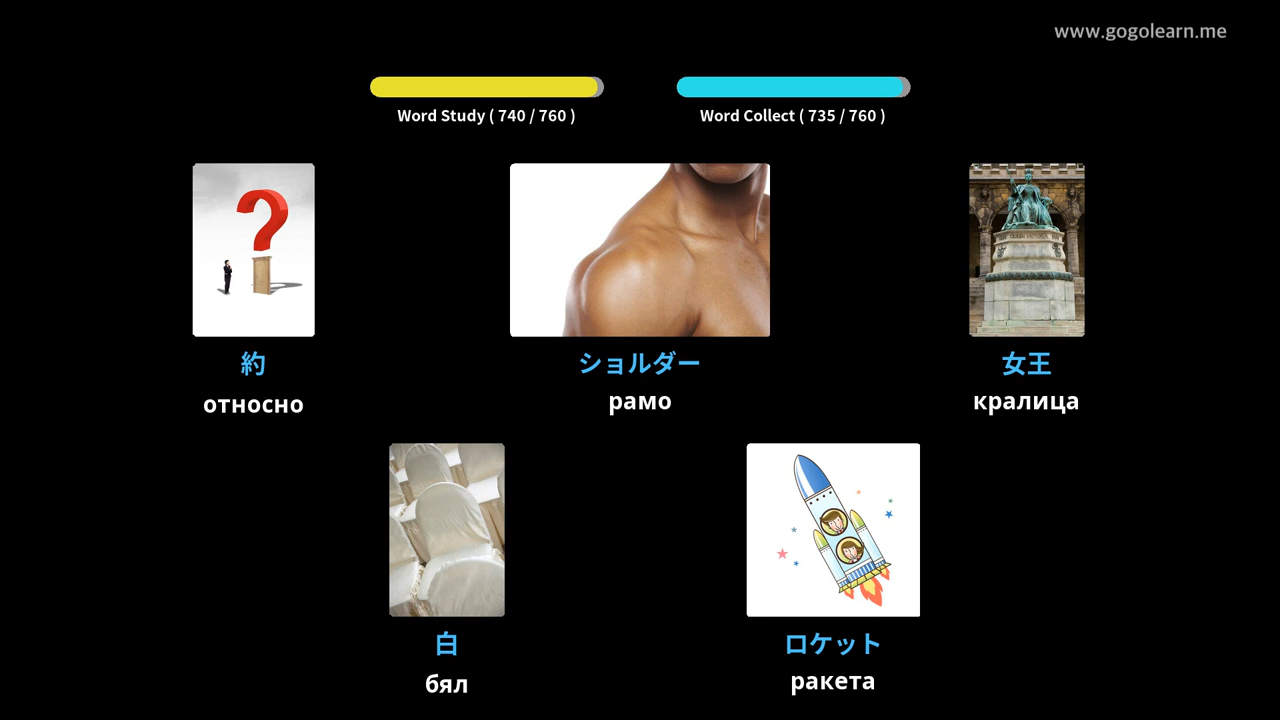 www.gogolearn.me
Word Study ( 740 / 760 )
Word Collect ( 735 / 760 )
約
относно
ショルダー
рамо
女王
кралица
白
бял
ロケット
ракета